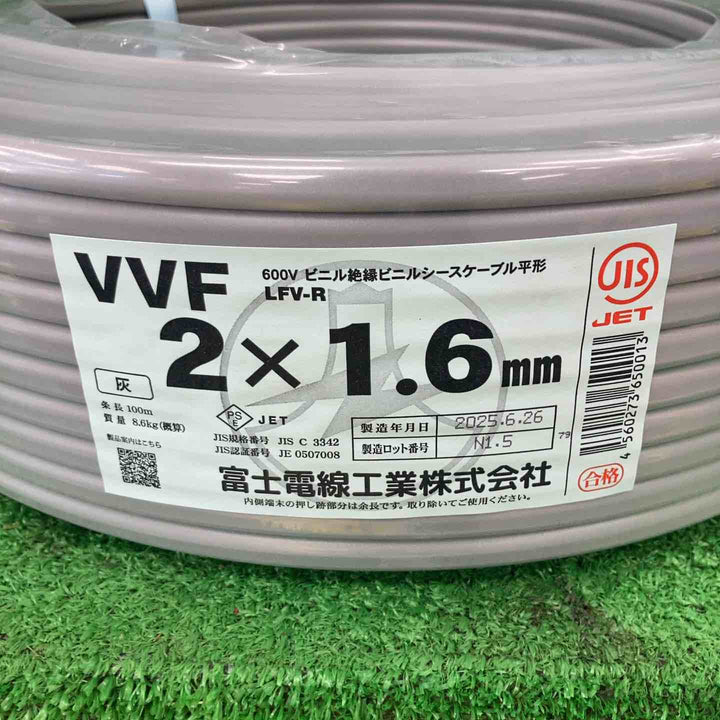 VVF
600V ビニル絶縁ビニルシースケーブル平形
LFV-R
2×1.6mm
灰
条長 100m
質量 8.6kg(概算)
製品案内はこちら
PS E JET
JIS規格番号 JIS C 3342
JIS認証番号 JE 0507008
製造年月日 2025.6.26
製造ロット番号 N1.5
79
富士電線工業株式会社
内側端末の押し跡部分は余長です。取り除いてご使用ください。
JIS
JET
4 560273 650013
合格